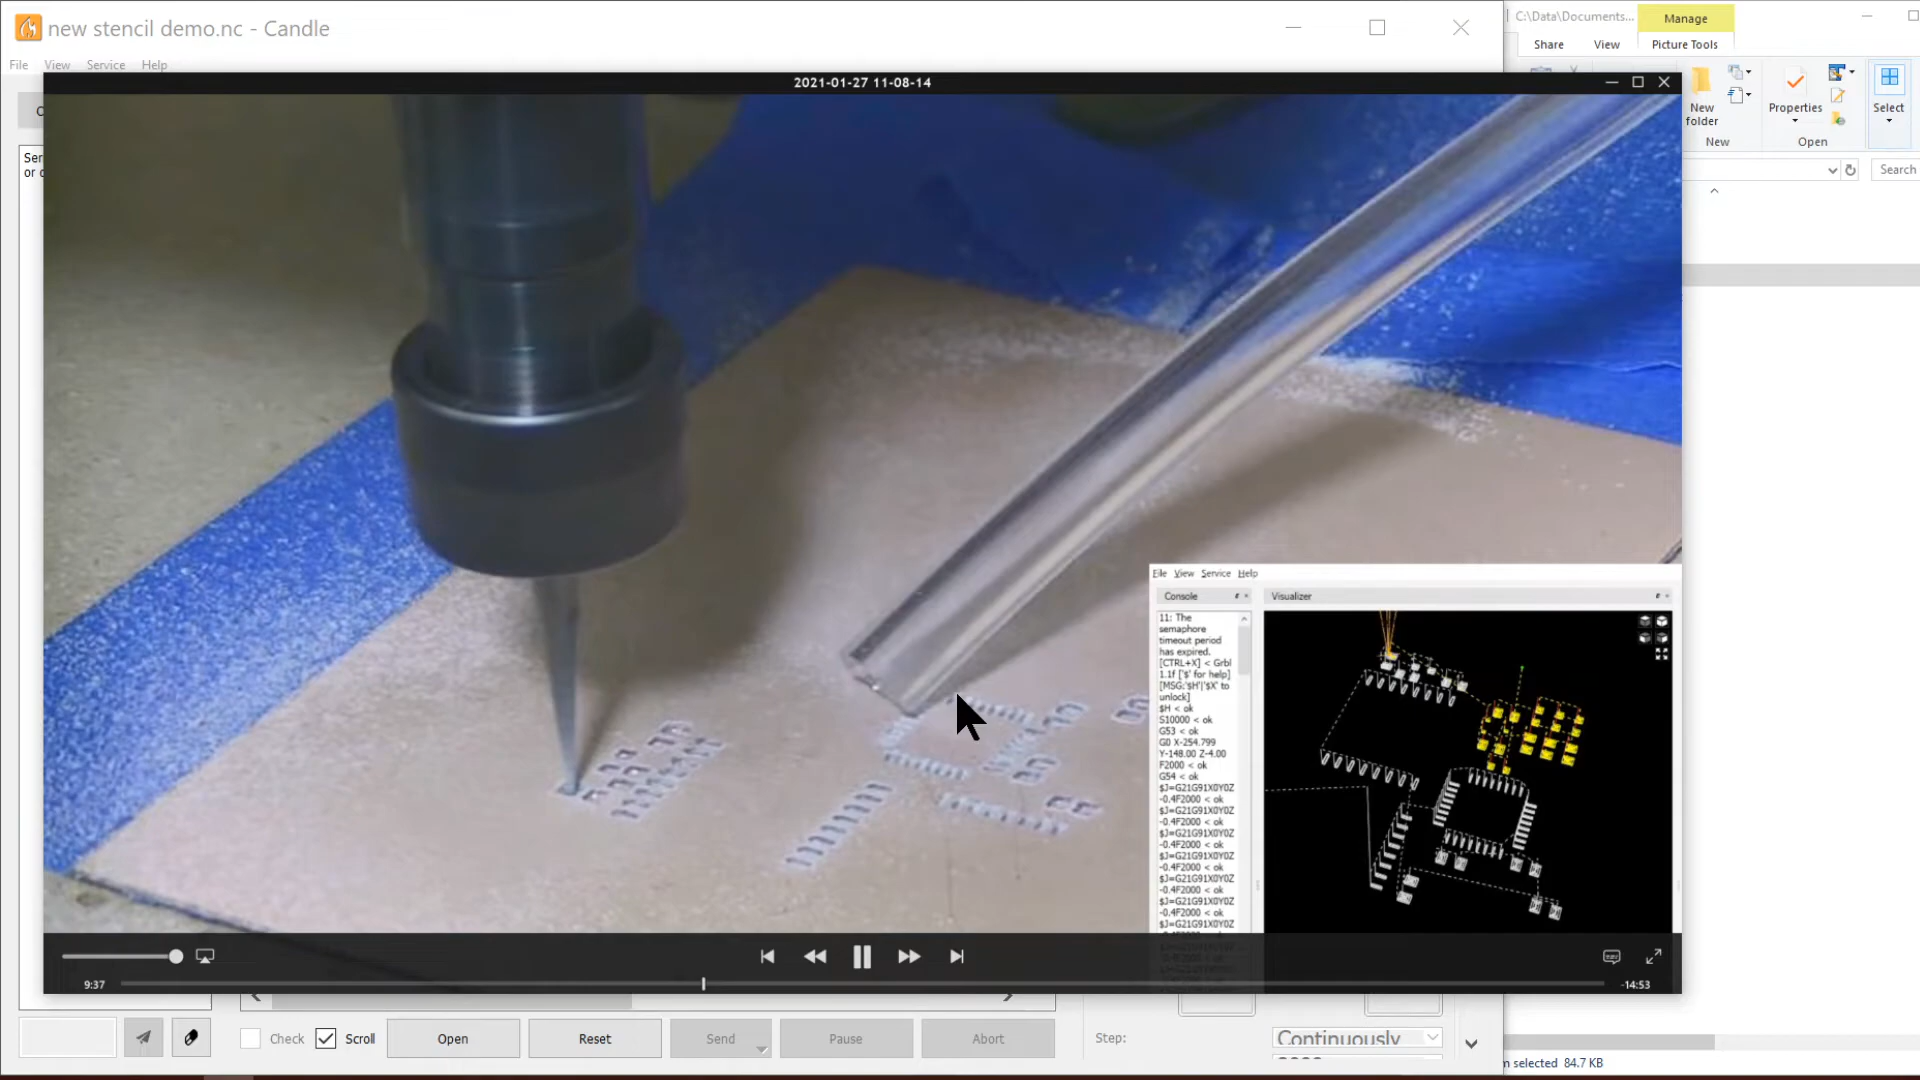 new stencil demo.nc - Candle
File View Service Help
C:\Data\Documents...
Manage
Share View Picture Tools
New folder
Properties
Select
New
Open
Search
2021-01-27 11-08-14
Ser
or c
File View Service Help
Console
Visualizer
11: The
semaphore
timeout period
has expired.
[CTRL+X] < Grbl
1.1f ['$' for help]
[MSG:'$H'|'$X' to
unlock]
$H < ok
S10000 < ok
G53 < ok
G0 X-254.799
Y-148.00 Z-4.00
F2000 < ok
G54 < ok
$J=G21G91X0Y0Z
-0.4F2000 < ok
$J=G21G91X0Y0Z
-0.4F2000 < ok
$J=G21G91X0Y0Z
-0.4F2000 < ok
$J=G21G91X0Y0Z
-0.4F2000 < ok
$J=G21G91X0Y0Z
-0.4F2000 < ok
$J=G21G91X0Y0Z
-0.4F2000 < ok
$J=G21G91X0Y0Z
9:37
-14:53
Check Scroll Open Reset Send Pause Abort
Step:
Continuously
selected 84.7 KB